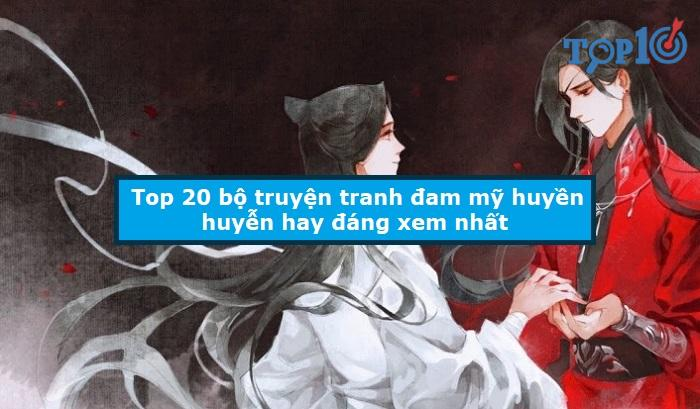 TOP10
Top 20 bộ truyện tranh đam mỹ huyền
huyễn hay đáng xem nhất